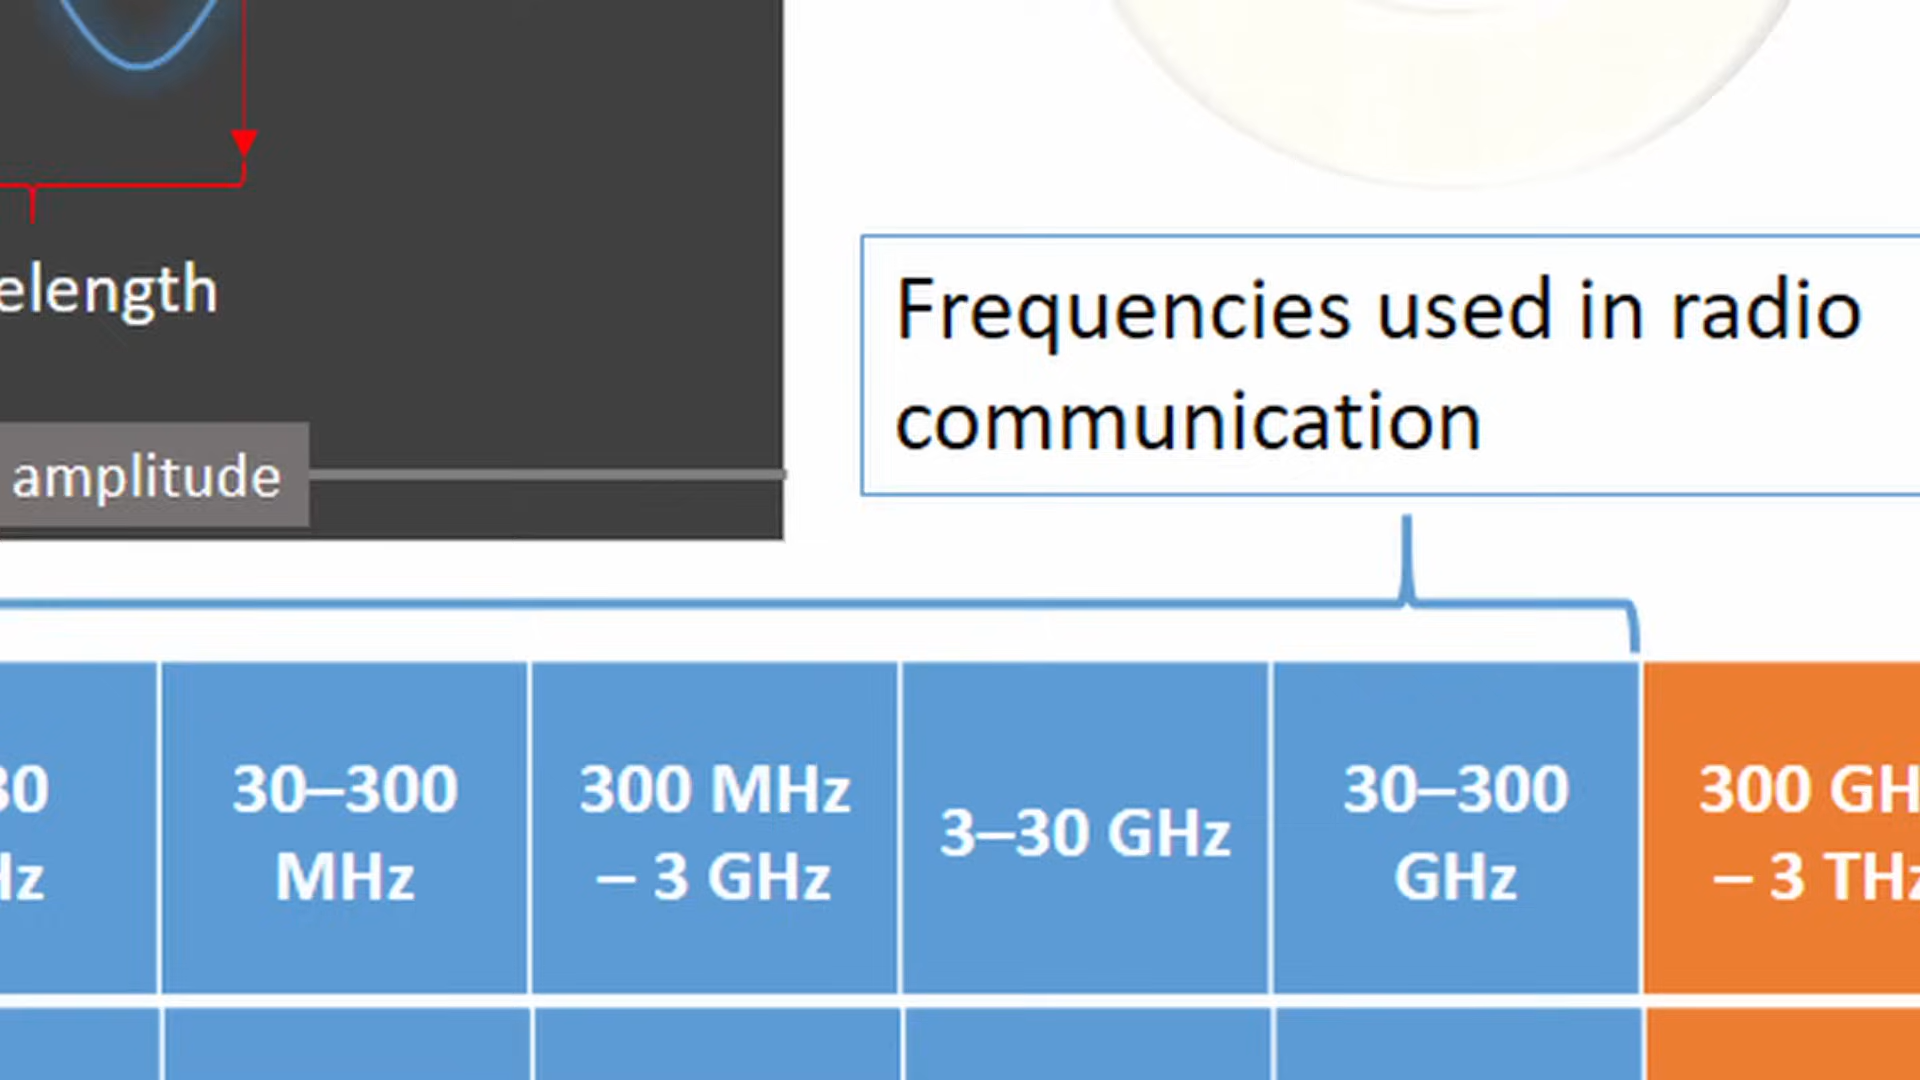 elength
amplitude
Frequencies used in radio
communication
30
Hz
30–300
MHz
300 MHz
– 3 GHz
3–30 GHz
30–300
GHz
300 GH
– 3 THz